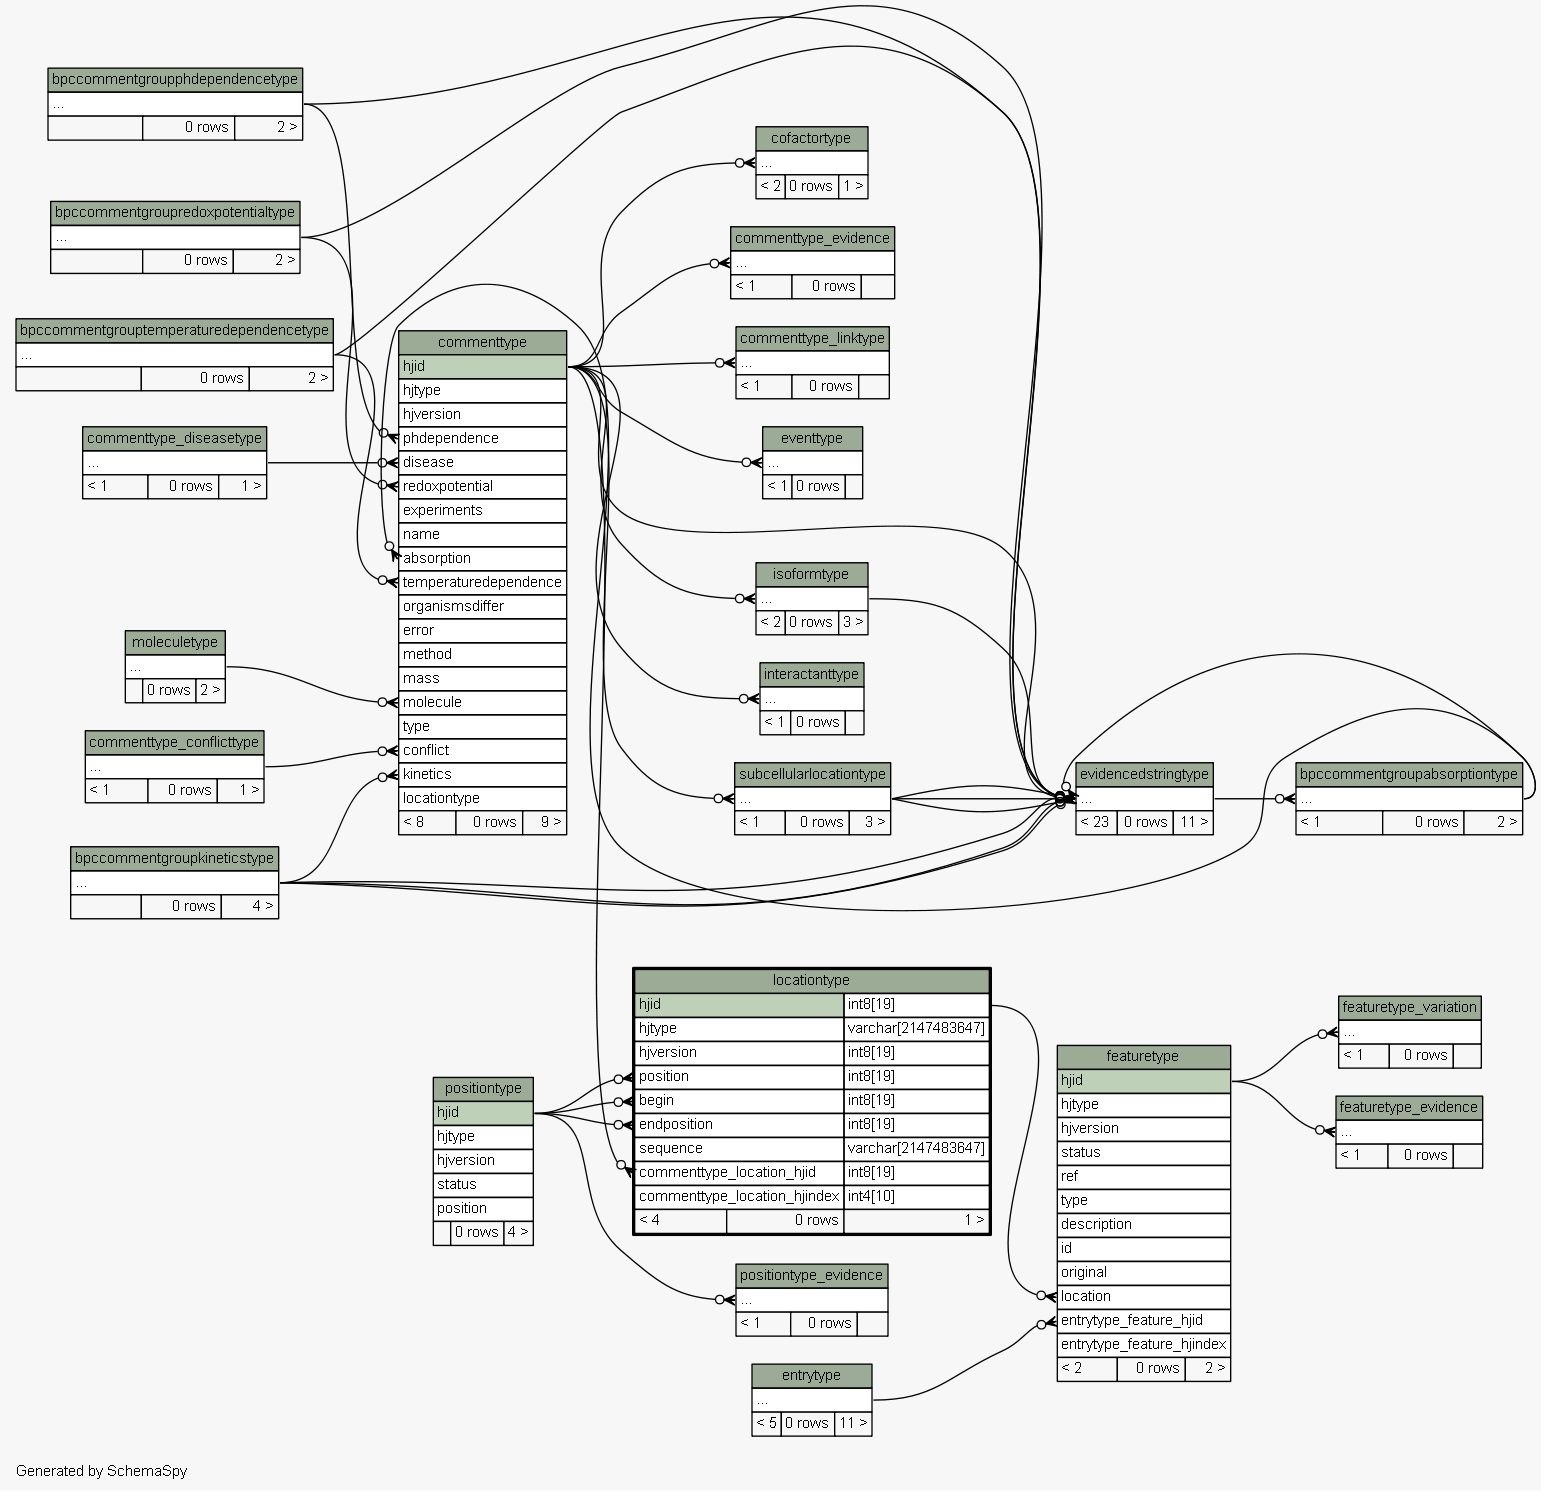 bpccommentgroupphdependencetype
...
0 rows 2 >
bpccommentgroupredoxpotentialtype
...
0 rows 2 >
bpccommentgrouptemperaturedependencetype
...
0 rows 2 >
commenttype_diseasetype
...
< 1 0 rows 1 >
moleculetype
...
0 rows 2 >
commenttype_conflicttype
...
< 1 0 rows 1 >
bpccommentgroupkineticstype
...
0 rows 4 >
commenttype
hjid
hjtype
hjversion
phdependence
disease
redoxpotential
experiments
name
absorption
temperaturedependence
organismsdiffer
error
method
mass
molecule
type
conflict
kinetics
locationtype
< 8 0 rows 9 >
cofactortype
...
< 2 0 rows 1 >
commenttype_evidence
...
< 1 0 rows
commenttype_linktype
...
< 1 0 rows
eventtype
...
< 1 0 rows
isoformtype
...
< 2 0 rows 3 >
interactanttype
...
< 1 0 rows
subcellularlocationtype
...
< 1 0 rows 3 >
evidencedstringtype
...
< 23 0 rows 11 >
bpccommentgroupabsorptiontype
...
< 1 0 rows 2 >
positiontype
hjid
hjtype
hjversion
status
position
0 rows 4 >
locationtype
hjid int8[19]
hjtype varchar[2147483647]
hjversion int8[19]
position int8[19]
begin int8[19]
endposition int8[19]
sequence varchar[2147483647]
commenttype_location_hjid int8[19]
commenttype_location_hjindex int4[10]
< 4 0 rows 1 >
positiontype_evidence
...
< 1 0 rows
entrytype
...
< 5 0 rows 11 >
featuretype
hjid
hjtype
hjversion
status
ref
type
description
id
original
location
entrytype_feature_hjid
entrytype_feature_hjindex
< 2 0 rows 2 >
featuretype_variation
...
< 1 0 rows
featuretype_evidence
...
< 1 0 rows
Generated by SchemaSpy